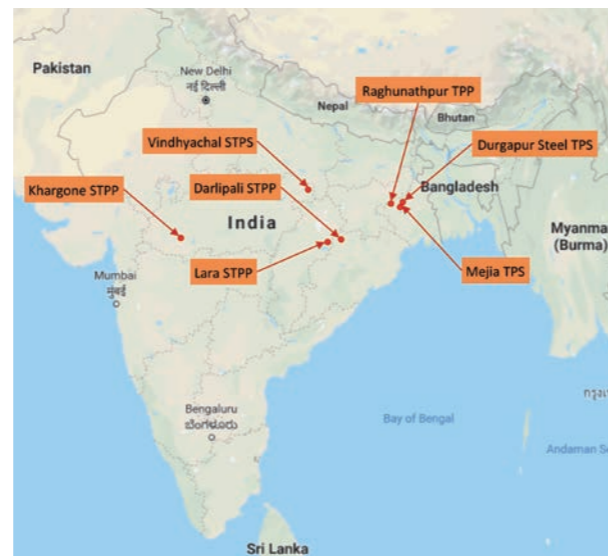 Pakistan
New Delhi
नई दिल्ली
Raghunathpur TPP
Nepal
Bhutan
Vindhyachal STPS
Durgapur Steel TPS
Khargone STPP
Darlipali STPP
Bangladesh
India
Myanmar
(Burma)
Lara STPP
Mejia TPS
Mumbai
मुंबई
Bengaluru
ಬೆಂಗಳೂರು
Bay of Bengal
Andaman Se
Sri Lanka